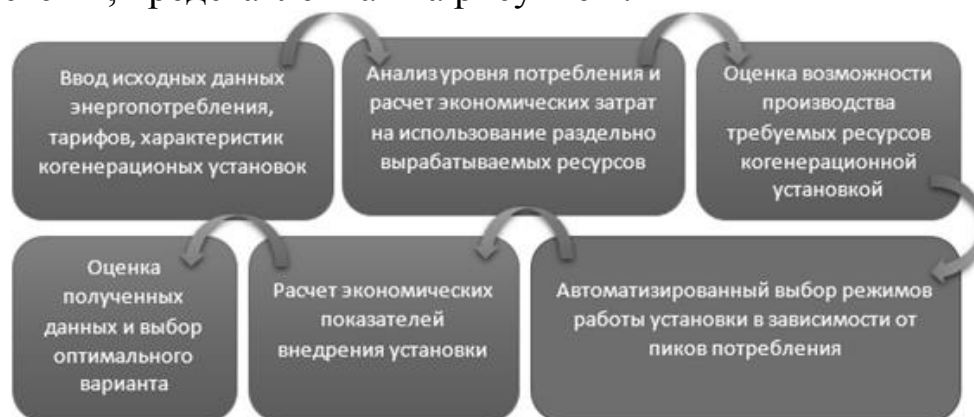 Ввод исходных данных
энергопотребления,
тарифов, характеристик
когенерационых установок
Анализ уровня потребления и
расчет экономических затрат
на использование раздельно
вырабатываемых ресурсов
Оценка возможности
производства
требуемых ресурсов
когенерационной
установкой
Автоматизированный выбор режимов
работы установки в зависимости от
пиков потребления
Расчет экономических
показателей
внедрения установки
Оценка
полученных
данных и выбор
оптимального
варианта